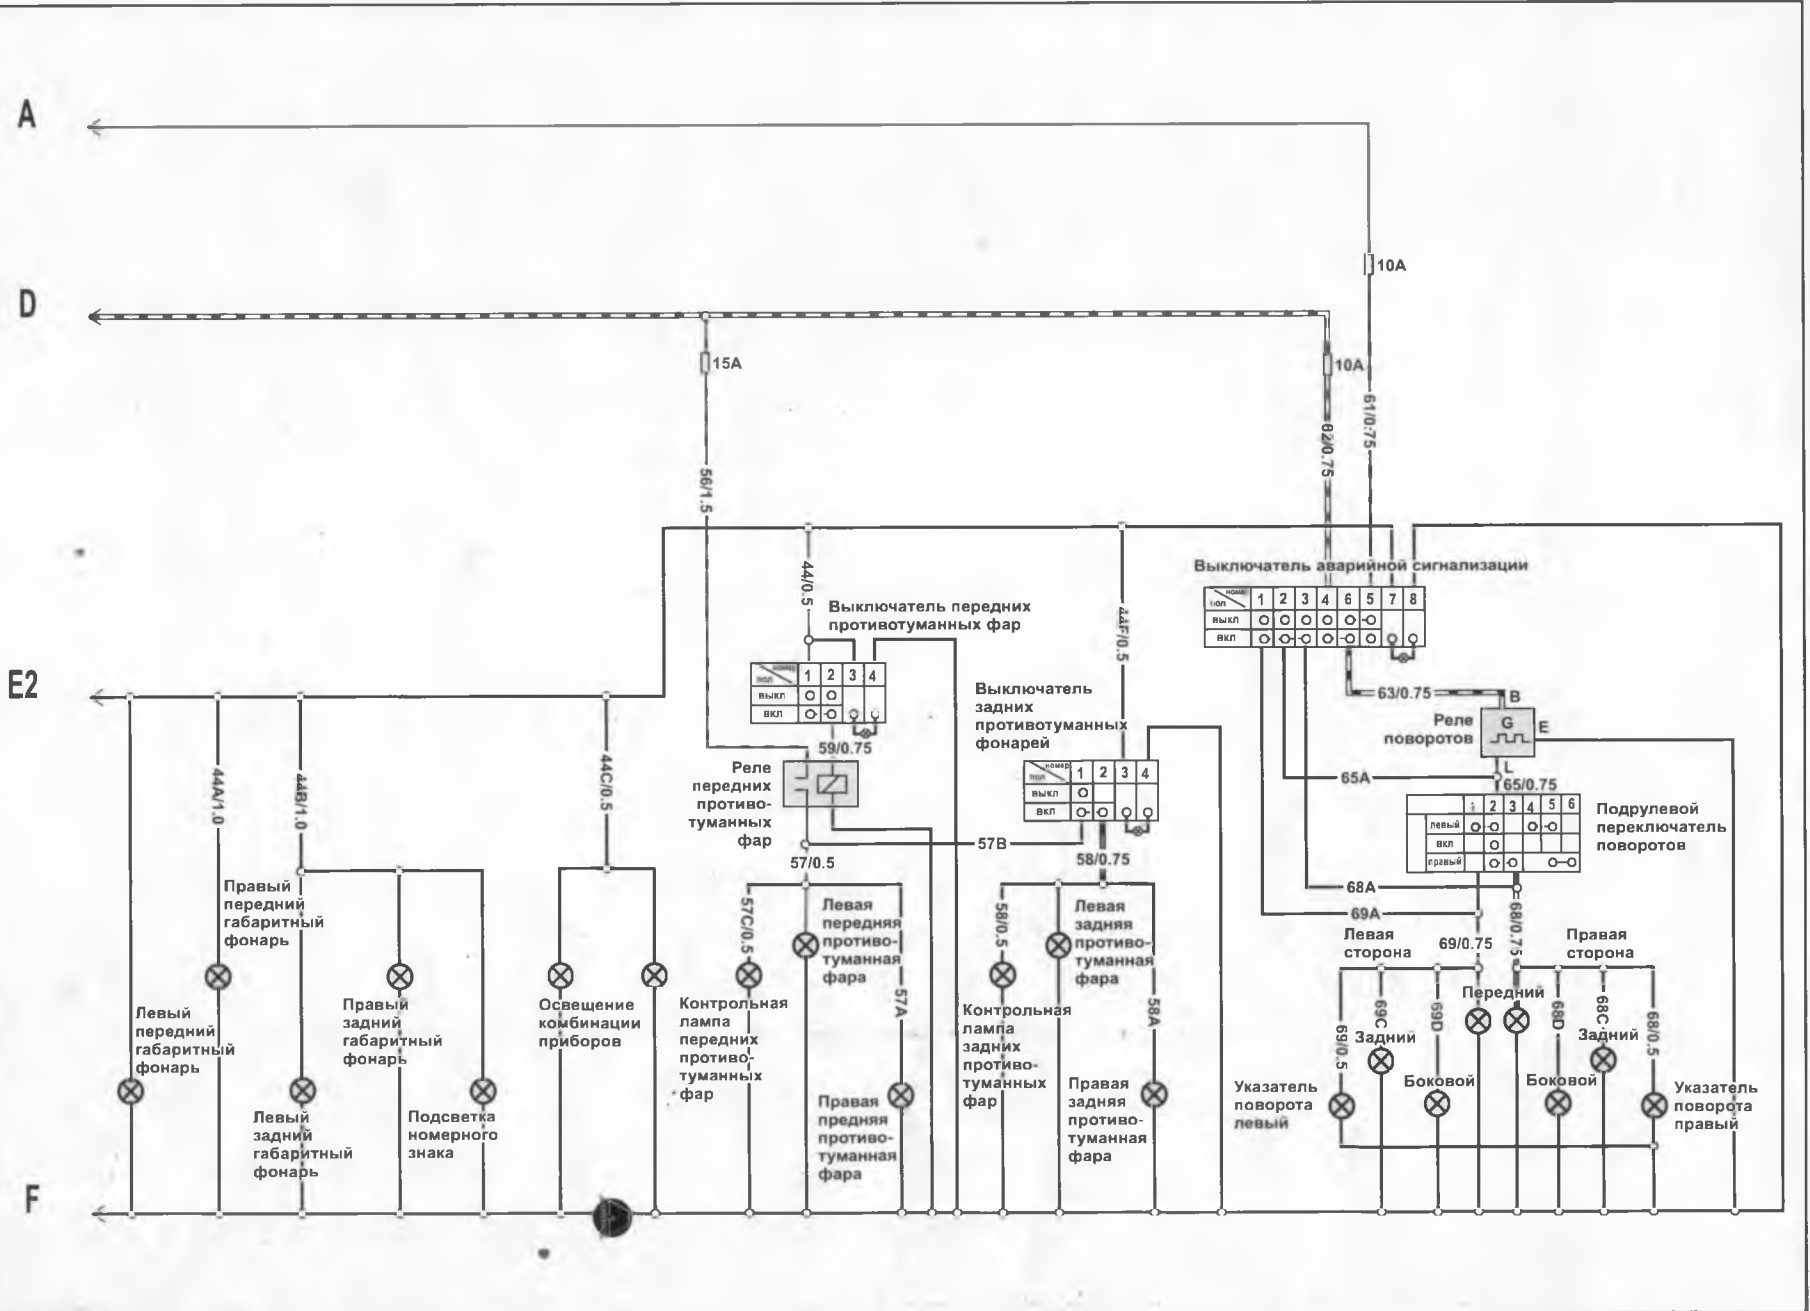 A
10A
D
15A
10A
61/0.75
62/0.75
56/1.5
Выключатель аварийной сигнализации
номер
пол
1 2 3 4 6 5 7 8
выкл
вкл
44/0.5
Выключатель передних
противотуманных фар
44F/0.5
номер
пол
1 2 3 4
выкл
вкл
E2
Выключатель
задних
противотуманных
фонарей
63/0.75
B
Реле
поворотов
G
E
L
59/0.75
44A/1.0
44B/1.0
44C/0.5
Реле
передних
противо-
туманных
фар
номер
пол
1 2 3 4
выкл
вкл
65A
65/0.75
1 2 3 4 5 6
левый
вкл
правый
Подрулевой
переключатель
поворотов
57B
57/0.5
58/0.75
68A
69A
68/0.75
69/0.75
Левая
сторона
Правая
сторона
Правый
передний
габаритный
фонарь
57C/0.5
Левая
передняя
противо-
туманная
фара
57A
58/0.5
Левая
задняя
противо-
туманная
фара
58A
Левый
передний
габаритный
фонарь
Правый
задний
габаритный
фонарь
Освещение
комбинации
приборов
Контрольная
лампа
передних
противо-
туманных
фар
Контрольная
лампа
задних
противо-
туманных
фар
Передний
69/0.5
69C
69D
68D
68C
68/0.5
Задний
Задний
Боковой
Боковой
Левый
задний
габаритный
фонарь
Подсветка
номерного
знака
Правая
предняя
противо-
туманная
фара
Правая
задняя
противо-
туманная
фара
Указатель
поворота
левый
Указатель
поворота
правый
F